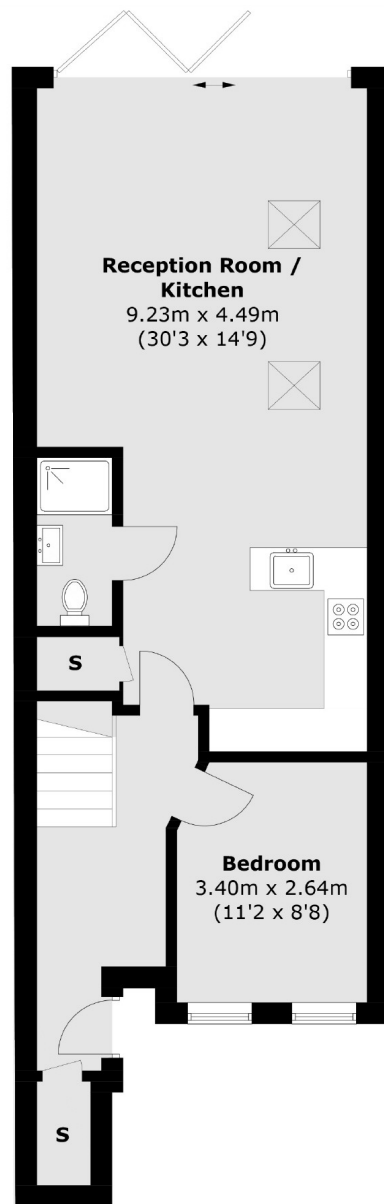 Reception Room /
Kitchen
9.23m x 4.49m
(30'3 x 14'9)
S
Bedroom
3.40m x 2.64m
(11'2 x 8'8)
S